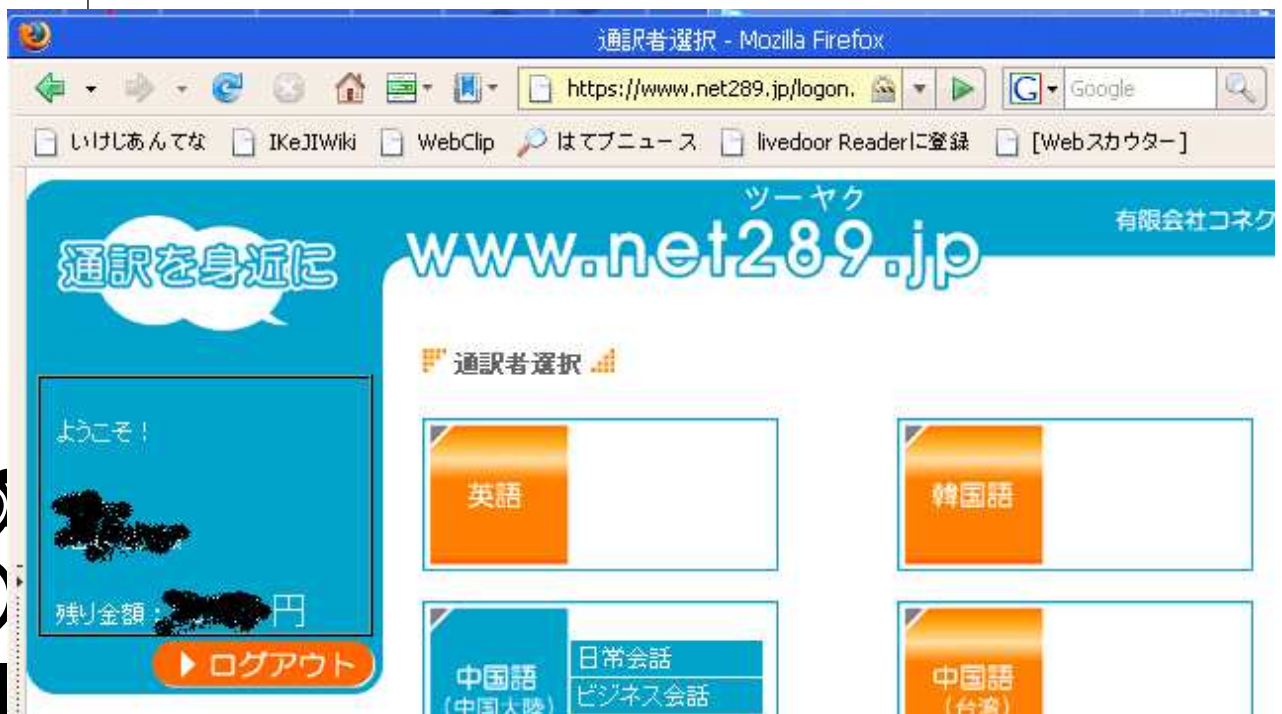 通訳者選択 - Mozilla Firefox
https://www.net289.jp/logon.
G
Google
いけじあんてな IKeJIWiki WebClip はてブニュース livedoor Readerに登録 [Webスカウター]
通訳を身近に
ツーヤク
www.net289.jp
有限会社コネク
通訳者選択
ようこそ!
残り金額:
円
ログアウト
英語
韓国語
中国語
(中国大陸)
日常会話
ビジネス会話
中国語
(台湾)